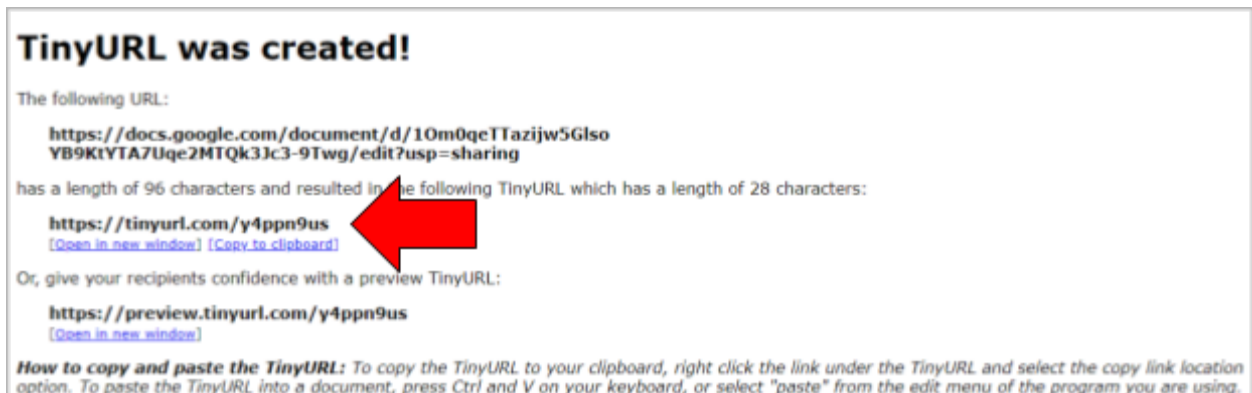 TinyURL was created!
The following URL:
https://docs.google.com/document/d/1Om0qeTTazijw5Glso
YB9KtYTA7Uqe2MTQk3Jc3-9Twg/edit?usp=sharing
has a length of 96 characters and resulted in the following TinyURL which has a length of 28 characters:
https://tinyurl.com/y4ppn9us
[Open in new window] [Copy to clipboard]
Or, give your recipients confidence with a preview TinyURL:
https://preview.tinyurl.com/y4ppn9us
[Open in new window]
How to copy and paste the TinyURL: To copy the TinyURL to your clipboard, right click the link under the TinyURL and select the copy link location
option. To paste the TinyURL into a document, press Ctrl and V on your keyboard, or select "paste" from the edit menu of the program you are using.